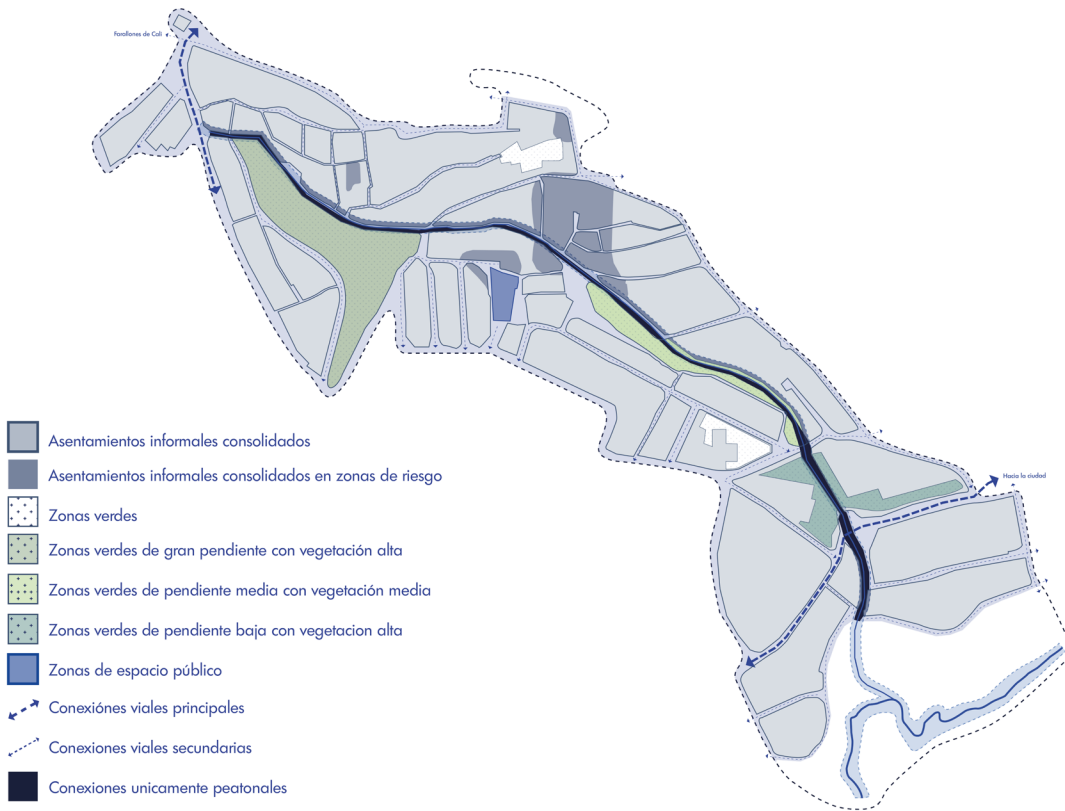 Farallones de Cali
Hacia la ciudad
Asentamientos informales consolidados
Asentamientos informales consolidados en zonas de riesgo
Zonas verdes
Zonas verdes de gran pendiente con vegetación alta
Zonas verdes de pendiente media con vegetación media
Zonas verdes de pendiente baja con vegetacion alta
Zonas de espacio público
Conexiónes viales principales
Conexiones viales secundarias
Conexiones unicamente peatonales